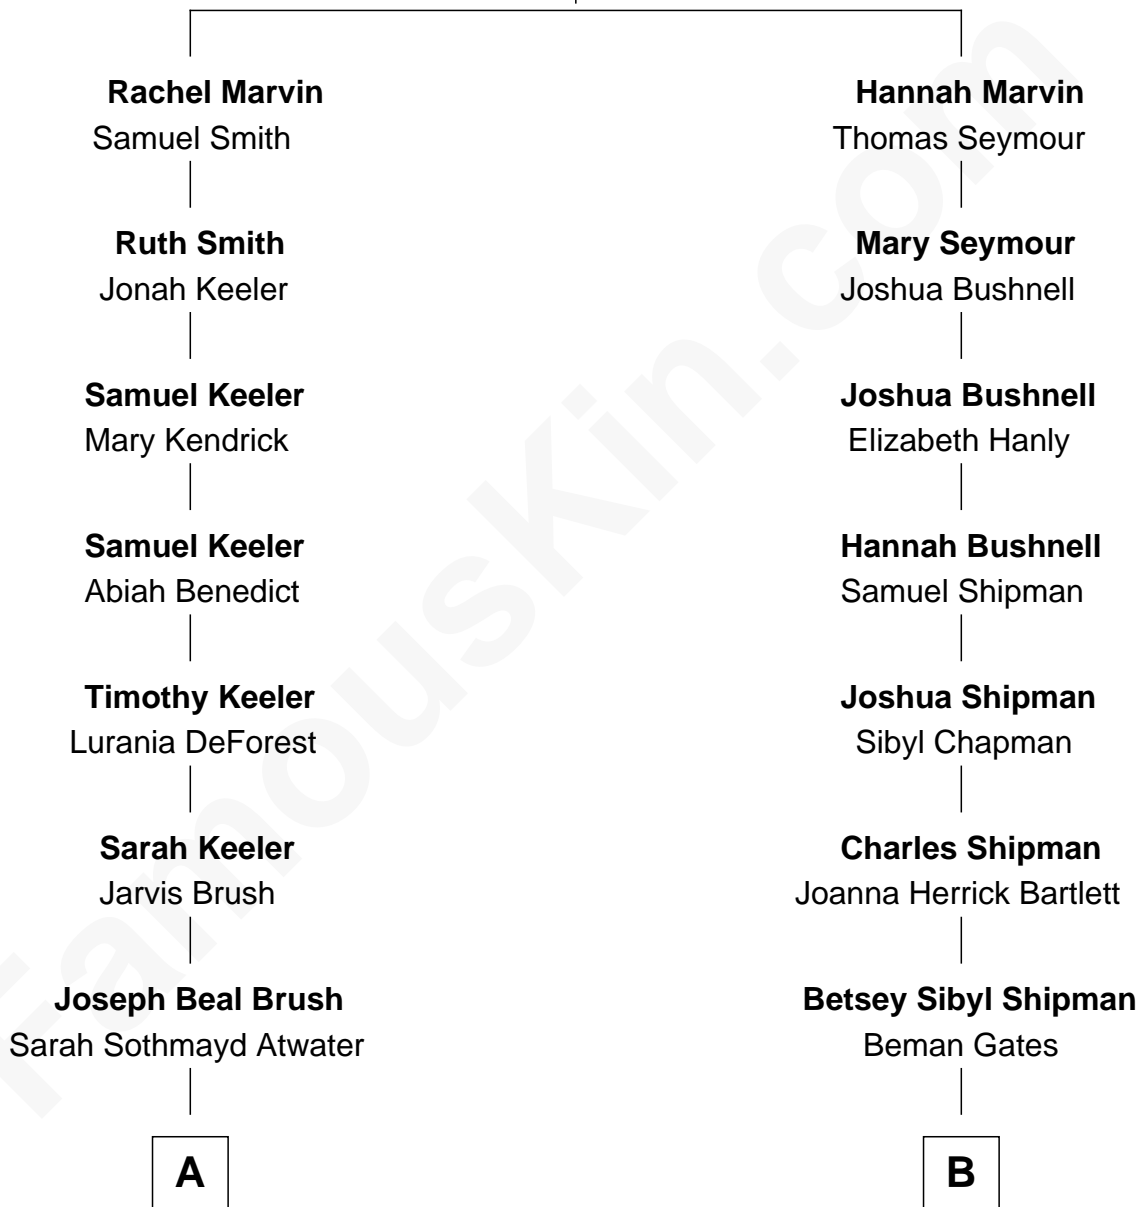 Rachel Marvin
Samuel Smith
Hannah Marvin
Thomas Seymour
Ruth Smith
Jonah Keeler
Mary Seymour
Joshua Bushnell
Samuel Keeler
Mary Kendrick
Joshua Bushnell
Elizabeth Hanly
Samuel Keeler
Abiah Benedict
Hannah Bushnell
Samuel Shipman
Timothy Keeler
Lurania DeForest
Joshua Shipman
Sibyl Chapman
Sarah Keeler
Jarvis Brush
Charles Shipman
Joanna Herrick Bartlett
Joseph Beal Brush
Sarah Sothmayd Atwater
Betsey Sibyl Shipman
Beman Gates
A
B
FamousKin.com